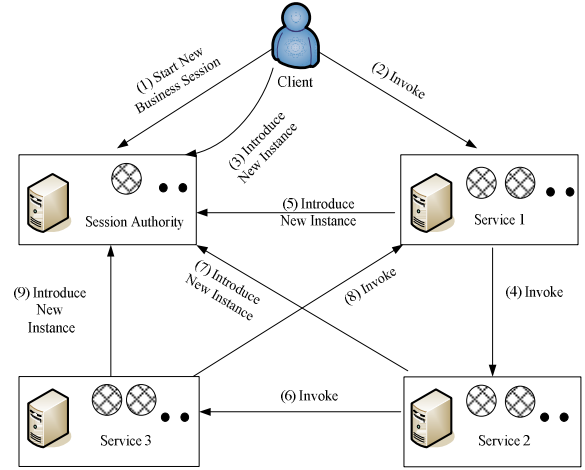 (1) Start New
Business Session
Client
(2) Invoke
(3) Introduce
New Instance
Session Authority
(5) Introduce
New Instance
Service 1
(7) Introduce
New Instance
(8) Invoke
(4) Invoke
(9) Introduce
New
Instance
(6) Invoke
Service 3
Service 2